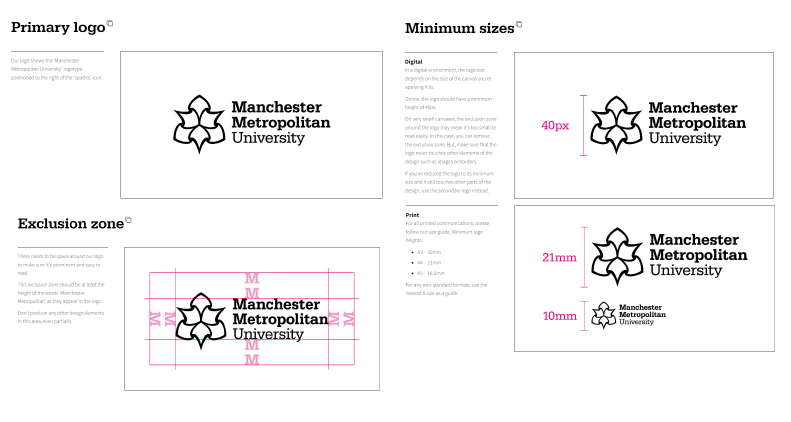 Primary logo
Our logo shows the 'Manchester
Metropolitan University' logotype
positioned to the right of the 'spades' icon.
Manchester
Metropolitan
University
Exclusion zone
There needs to be space around our logo
to make sure it's prominent and easy to
read.
This exclusion zone should be at least the
height of the words 'Manchester
Metropolitan' as they appear in the logo.
Don't position any other design elements
in this area, even partially.
M
M
Manchester
Metropolitan
University
M M
M M
M
M
Minimum sizes
Digital
In a digital environment, the logo size
depends on the size of the canvas you're
applying it to.
Online, the logo should have a minimum
height of 40px.
On very small canvases, the exclusion zone
around the logo may mean it's too small to
read easily. In this case, you can remove
the exclusion zone. But, make sure that the
logo never touches other elements of the
design such as images or borders.
If you've reduced the logo to its minimum
size and it still touches other parts of the
design, use the secondary logo instead.
40px
Manchester
Metropolitan
University
Print
For all printed communications, please
follow our size guide. Minimum logo
heights:
• A3 - 30mm
• A4 - 21mm
• A5 - 18.5mm
For any non standard formats, use the
nearest A size as a guide.
21mm
Manchester
Metropolitan
University
10mm
Manchester
Metropolitan
University